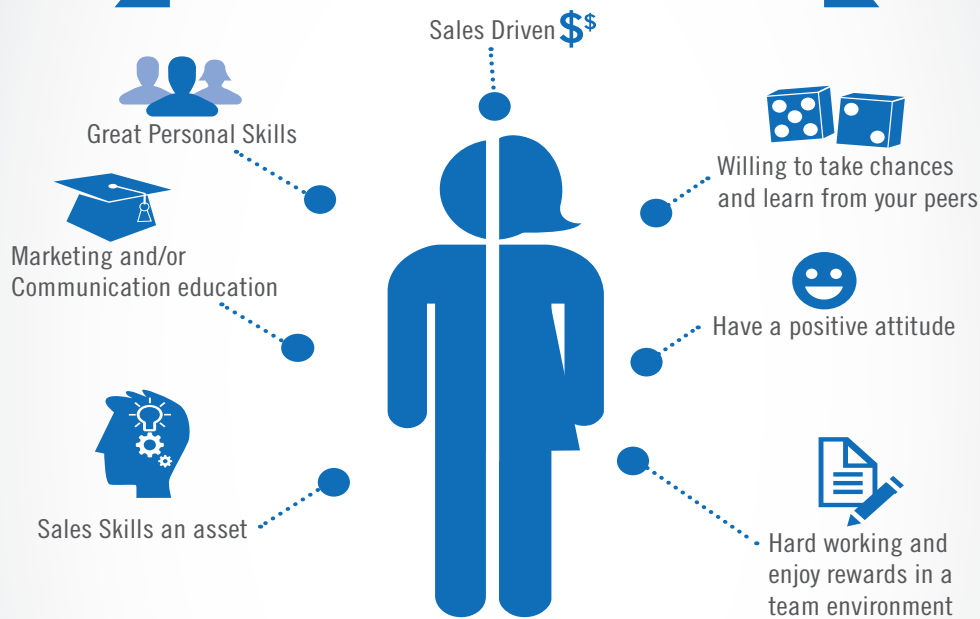 Sales Driven $$
Great Personal Skills
Marketing and/or
Communication education
Sales Skills an asset
Willing to take chances
and learn from your peers
Have a positive attitude
Hard working and
enjoy rewards in a
team environment